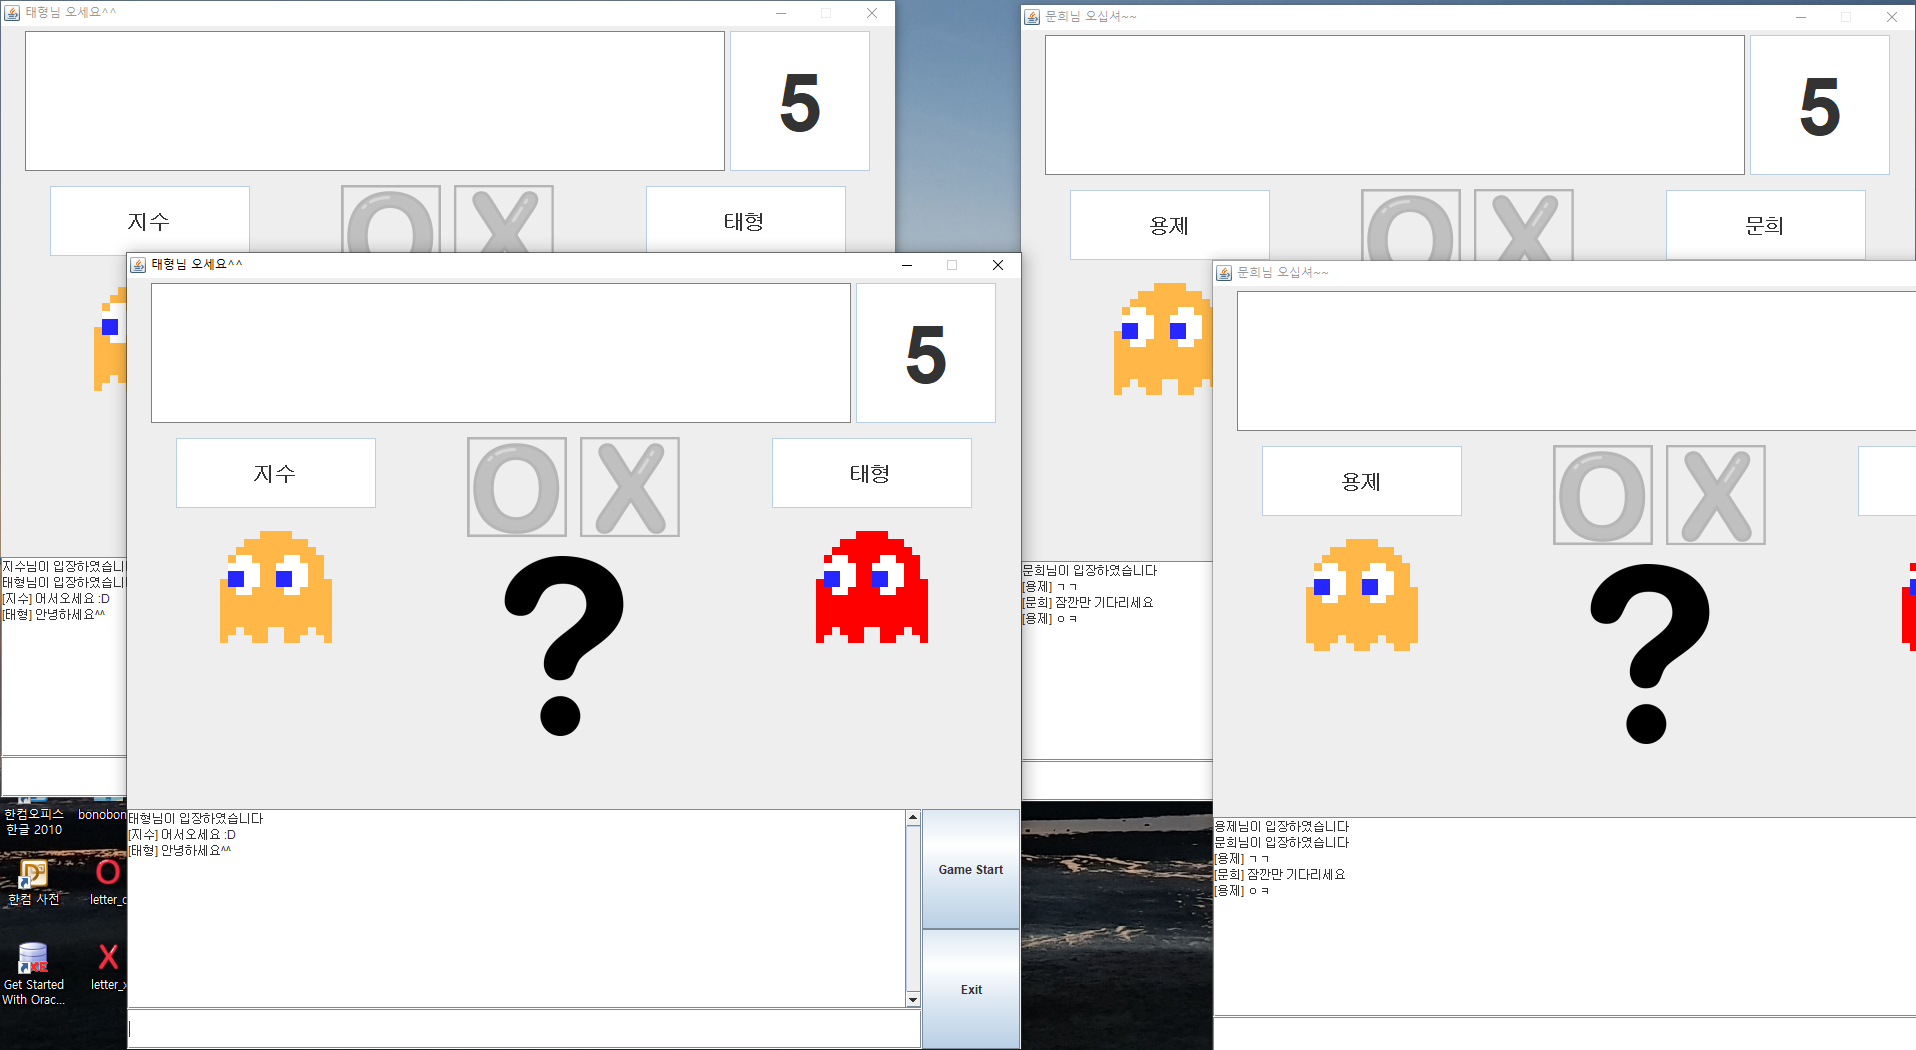 태형님 오세요^^
5
지수
O X
태형
지수님이 입장하였습니
태형님이 입장하였습니
[지수] 어서오세요 :D
[태형] 안녕하세요^^
문희님 오십셔~~
5
용제
O X
문희
문희님이 입장하였습니다
[용제] ㄱㄱ
[문희] 잠깐만 기다리세요
[용제] ㅇㅋ
태형님 오세요^^
5
지수
O X
태형
?
태형님이 입장하였습니다
[지수] 어서오세요 :D
[태형] 안녕하세요^^
Game Start
Exit
문희님 오십셔~~
용제
O X
?
용제님이 입장하였습니다
문희님이 입장하였습니다
[용제] ㄱㄱ
[문희] 잠깐만 기다리세요
[용제] ㅇㅋ
한컴오피스
한글 2010
bonobon
한컴 사전
letter_
Get Started
With Orac...
letter_x